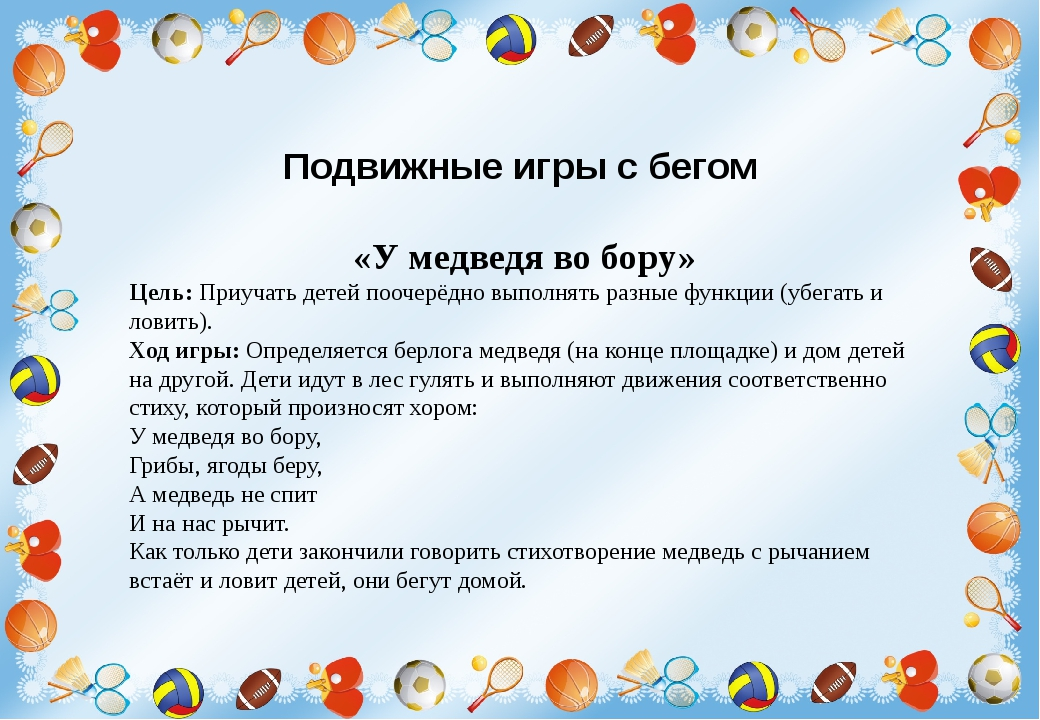 Подвижные игры с бегом
«У медведя во бору»
Цель: Приучать детей поочерёдно выполнять разные функции (убегать и
ловить).
Ход игры: Определяется берлога медведя (на конце площадке) и дом детей
на другой. Дети идут в лес гулять и выполняют движения соответственно
стиху, который произносят хором:
У медведя во бору,
Грибы, ягоды беру,
А медведь не спит
И на нас рычит.
Как только дети закончили говорить стихотворение медведь с рычанием
встаёт и ловит детей, они бегут домой.